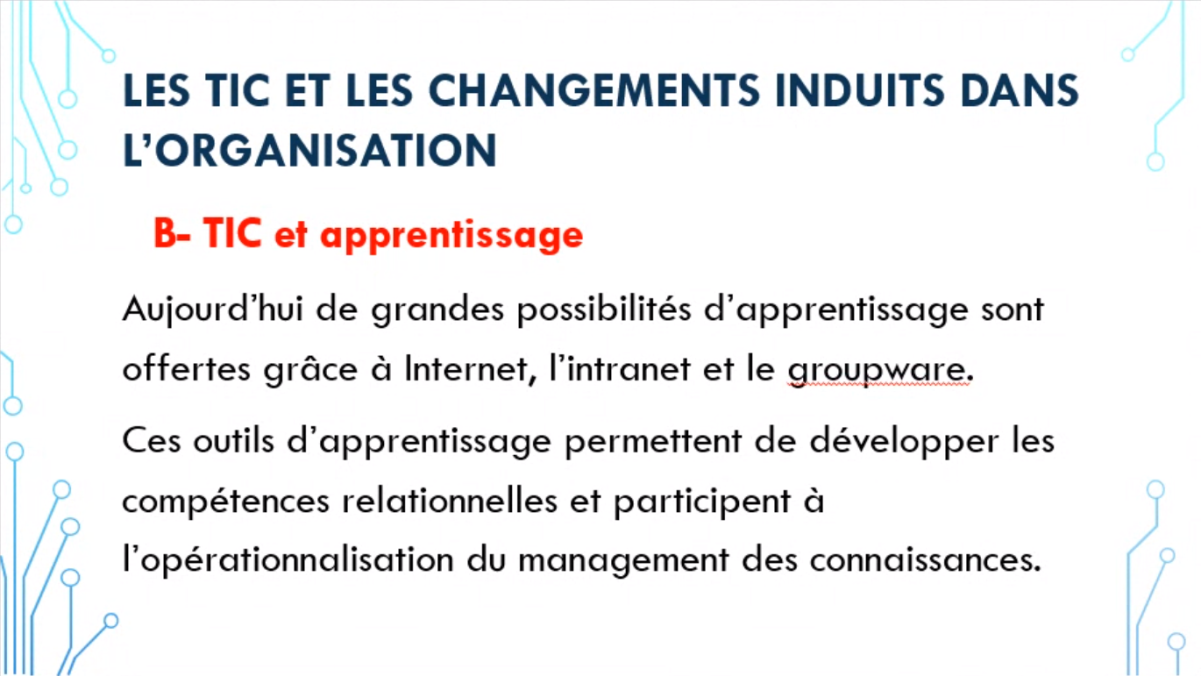 LES TIC ET LES CHANGEMENTS INDUITS DANS
L’ORGANISATION
B- TIC et apprentissage
Aujourd’hui de grandes possibilités d’apprentissage sont
offertes grâce à Internet, l’intranet et le groupware.
Ces outils d’apprentissage permettent de développer les
compétences relationnelles et participent à
l’opérationnalisation du management des connaissances.